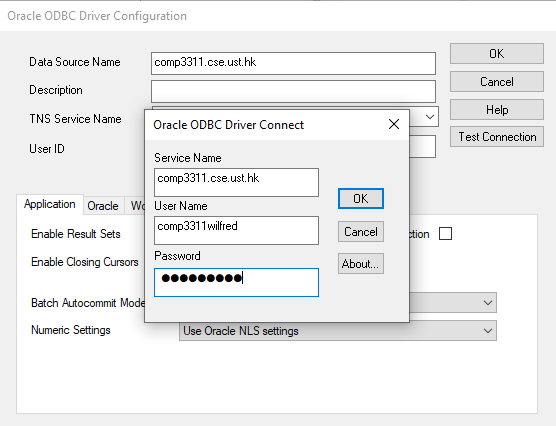 Oracle ODBC Driver Configuration
Data Source Name
comp3311.cse.ust.hk
OK
Description
Cancel
TNS Service Name
Help
User ID
Test Connection
Oracle ODBC Driver Connect
Service Name
comp3311.cse.ust.hk
User Name
comp3311wilfred
Password
●●●●●●●●●
OK
Cancel
About...
Application
Oracle
Enable Result Sets
Enable Closing Cursors
Batch Autocommit Mode
Numeric Settings
Use Oracle NLS settings